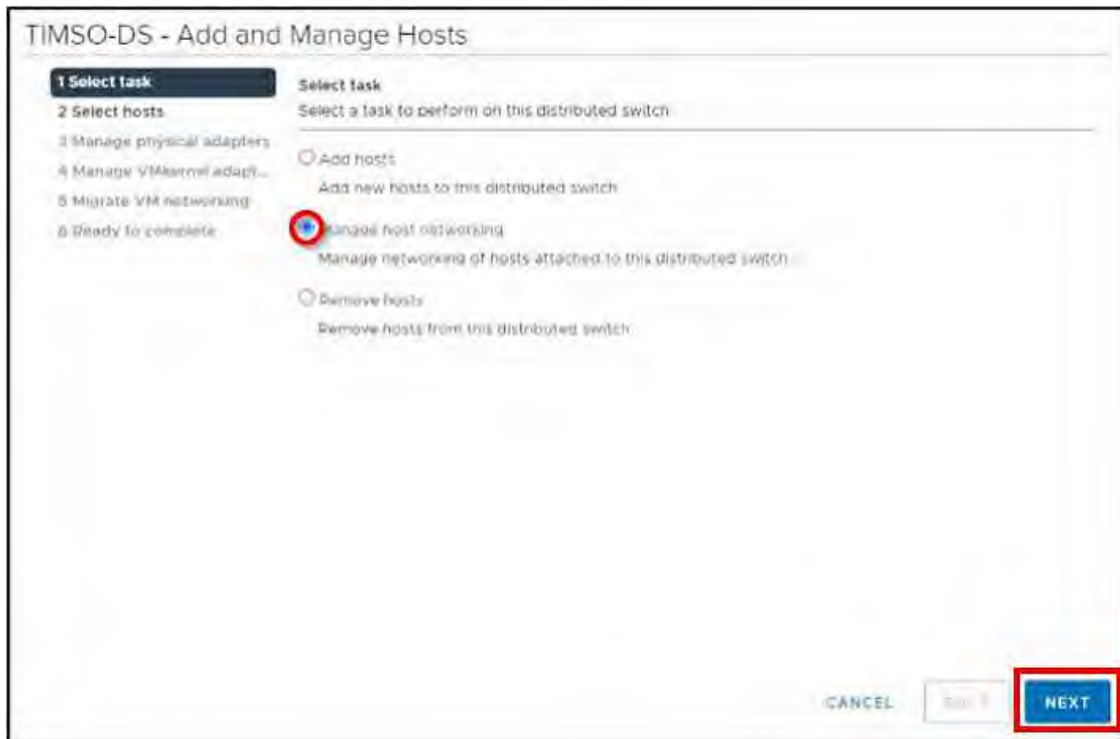 TIMSO-DS - Add and Manage Hosts
1 Select task
2 Select hosts
3 Manage physical adapters
4 Manage VMkernel adapt...
5 Migrate VM networking
6 Ready to complete
Select task
Select a task to perform on this distributed switch
Add hosts
Add new hosts to this distributed switch
Manage host networking
Manage networking of hosts attached to this distributed switch
Remove hosts
Remove hosts from this distributed switch
CANCEL
NEXT